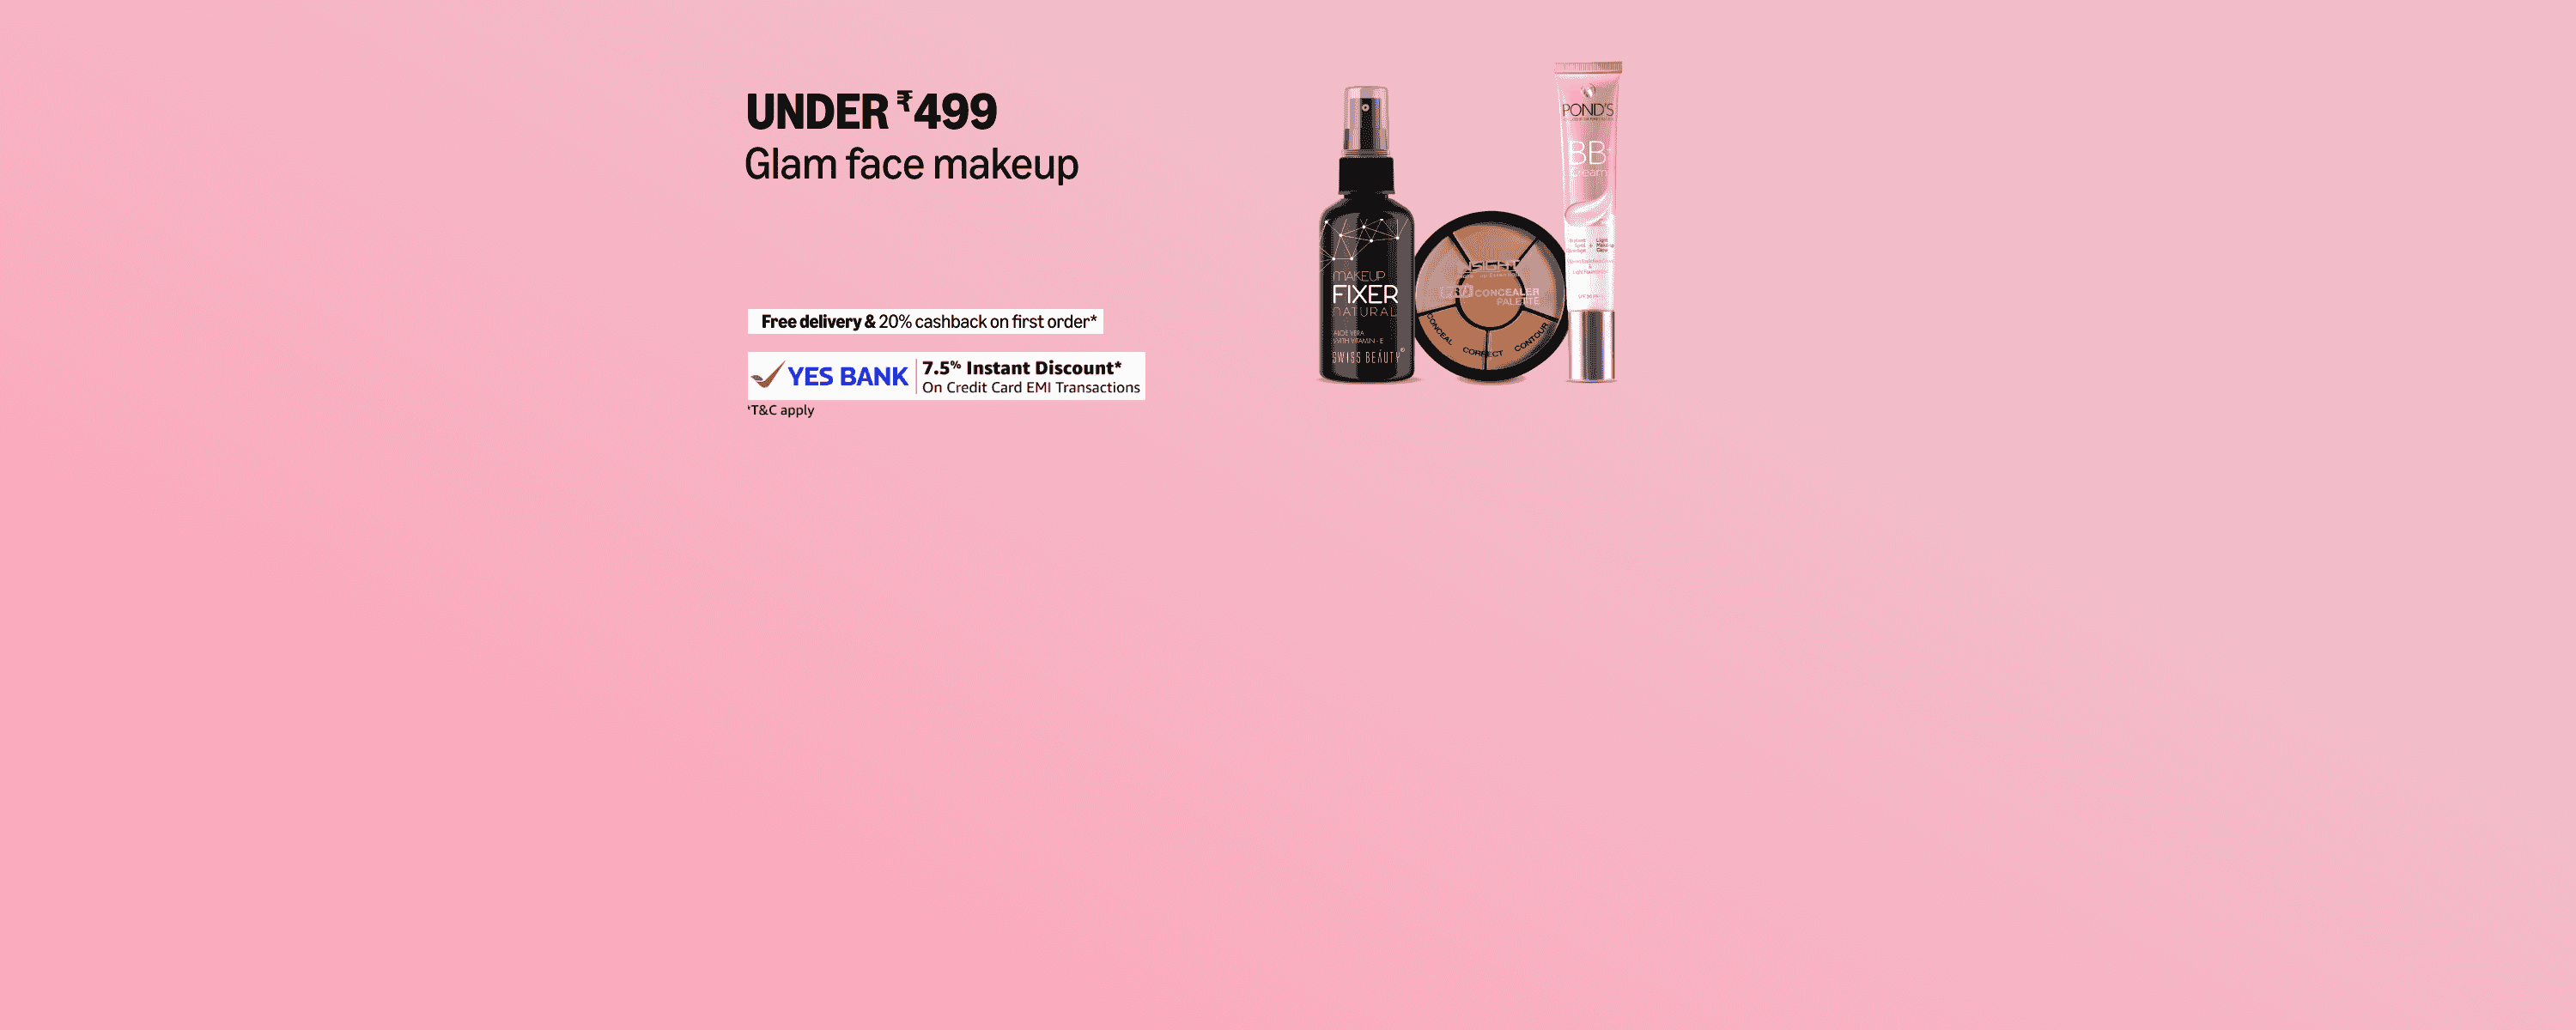 UNDER ₹499
Glam face makeup
Free delivery & 20% cashback on first order*
YES BANK
7.5% Instant Discount*
On Credit Card EMI Transactions
*T&C apply
MAKEUP
FIXER
NATURAL
ALOE VERA
WITH VITAMIN - E
SWISS BEAUTY®
INSIGHT
PRO CONCEALER
PALETTE
CONCEAL CORRECT CONTOUR
POND'S
BB+
Cream